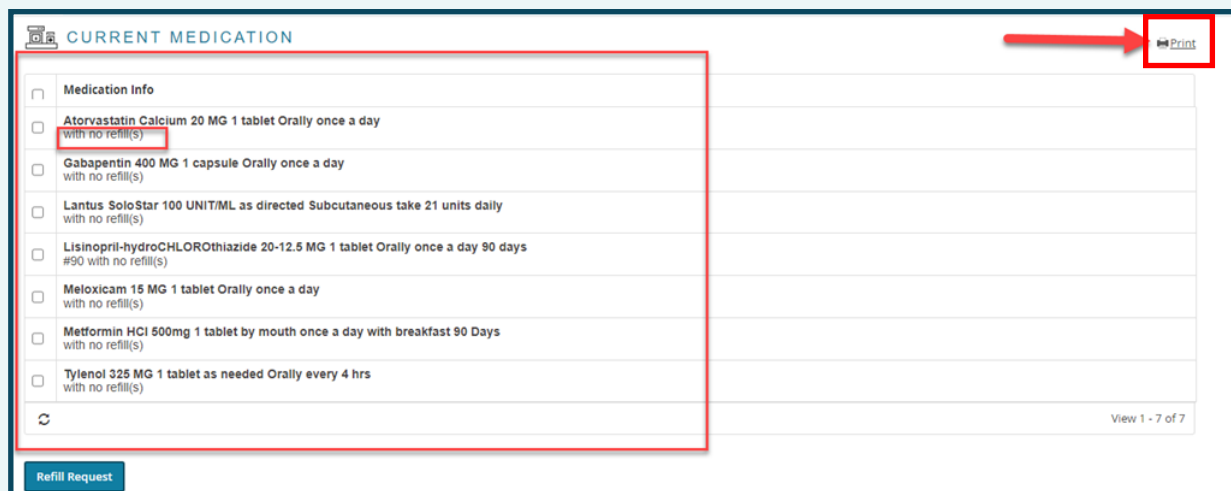 CURRENT MEDICATION
Print
Medication Info
Atorvastatin Calcium 20 MG 1 tablet Orally once a day
with no refill(s)
Gabapentin 400 MG 1 capsule Orally once a day
with no refill(s)
Lantus SoloStar 100 UNIT/ML as directed Subcutaneous take 21 units daily
with no refill(s)
Lisinopril-hydroCHLOROthiazide 20-12.5 MG 1 tablet Orally once a day 90 days
#90 with no refill(s)
Meloxicam 15 MG 1 tablet Orally once a day
with no refill(s)
Metformin HCI 500mg 1 tablet by mouth once a day with breakfast 90 Days
with no refill(s)
Tylenol 325 MG 1 tablet as needed Orally every 4 hrs
with no refill(s)
View 1 - 7 of 7
Refill Request